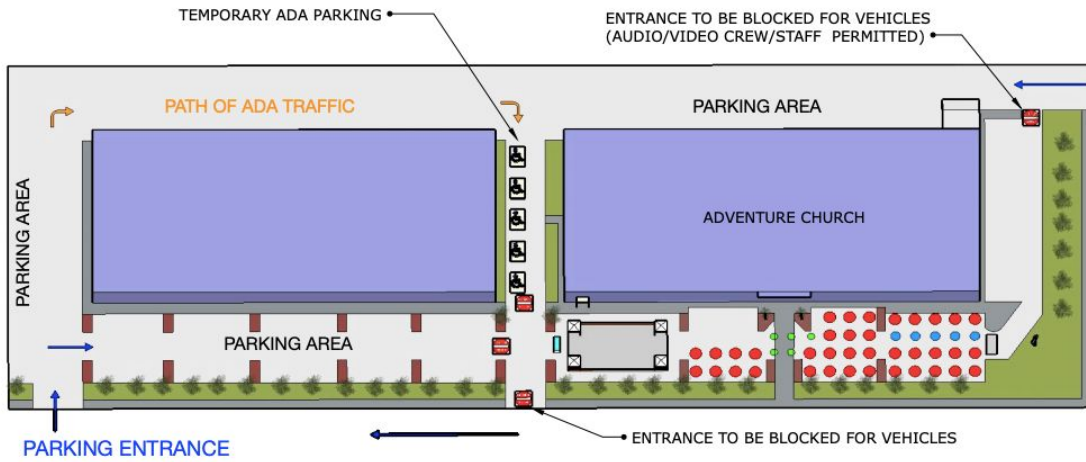 TEMPORARY ADA PARKING
ENTRANCE TO BE BLOCKED FOR VEHICLES
(AUDIO/VIDEO CREW/STAFF PERMITTED)
PATH OF ADA TRAFFIC
PARKING AREA
PARKING AREA
ADVENTURE CHURCH
PARKING AREA
ENTRANCE TO BE BLOCKED FOR VEHICLES
PARKING ENTRANCE